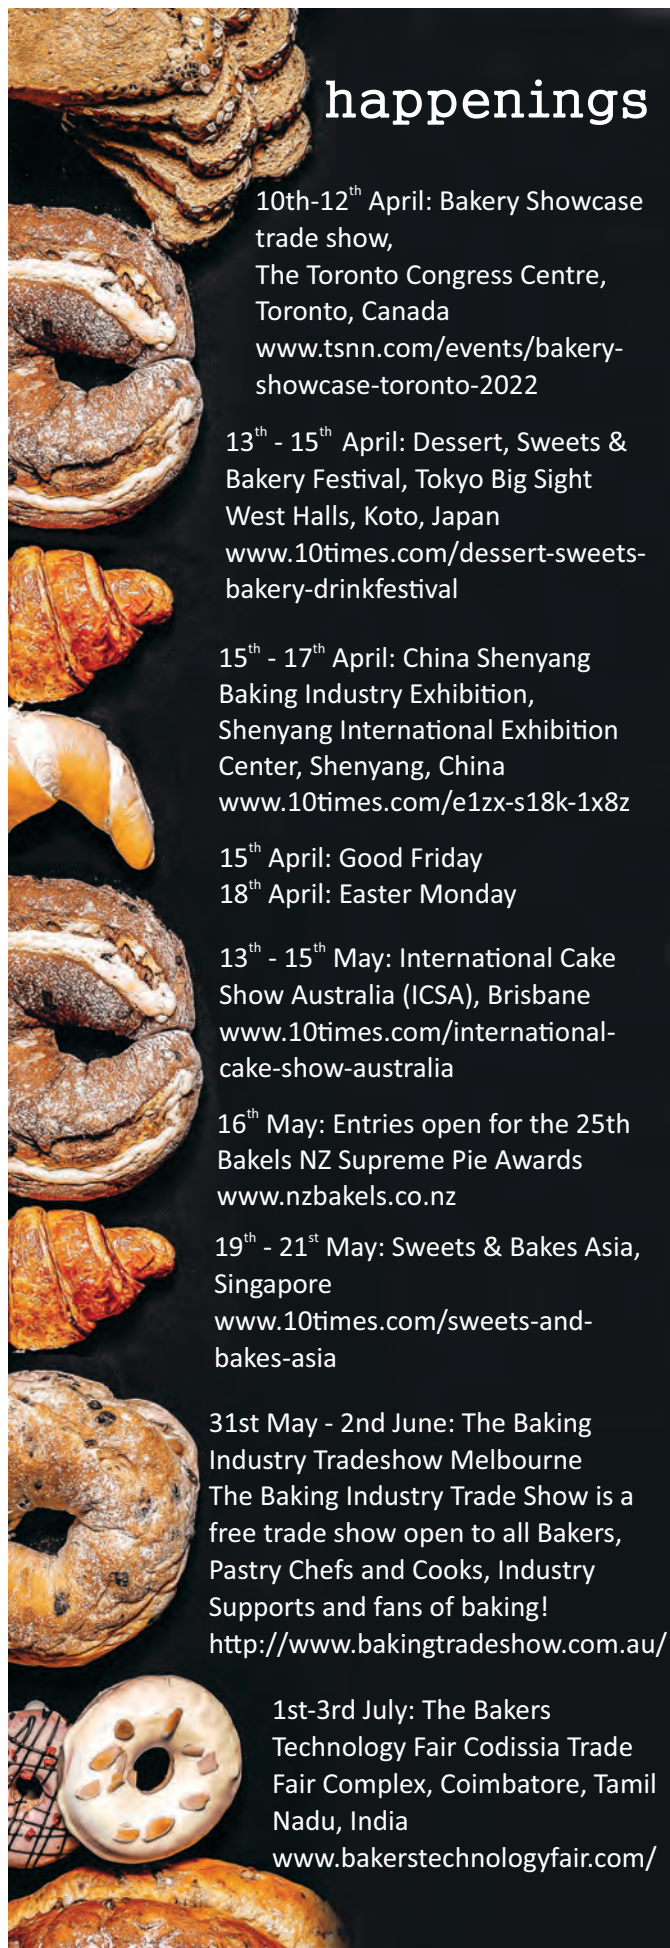 happenings
10th-12th April: Bakery Showcase
trade show,
The Toronto Congress Centre,
Toronto, Canada
www.tsnn.com/events/bakery-
showcase-toronto-2022
13th - 15th April: Dessert, Sweets &
Bakery Festival, Tokyo Big Sight
West Halls, Koto, Japan
www.10times.com/dessert-sweets-
bakery-drinkfestival
15th - 17th April: China Shenyang
Baking Industry Exhibition,
Shenyang International Exhibition
Center, Shenyang, China
www.10times.com/e1zx-s18k-1x8z
15th April: Good Friday
18th April: Easter Monday
13th - 15th May: International Cake
Show Australia (ICSA), Brisbane
www.10times.com/international-
cake-show-australia
16th May: Entries open for the 25th
Bakels NZ Supreme Pie Awards
www.nzbakels.co.nz
19th - 21st May: Sweets & Bakes Asia,
Singapore
www.10times.com/sweets-and-
bakes-asia
31st May - 2nd June: The Baking
Industry Tradeshow Melbourne
The Baking Industry Trade Show is a
free trade show open to all Bakers,
Pastry Chefs and Cooks, Industry
Supports and fans of baking!
http://www.bakingtradeshow.com.au/
1st-3rd July: The Bakers
Technology Fair Codissia Trade
Fair Complex, Coimbatore, Tamil
Nadu, India
www.bakerstechnologyfair.com/